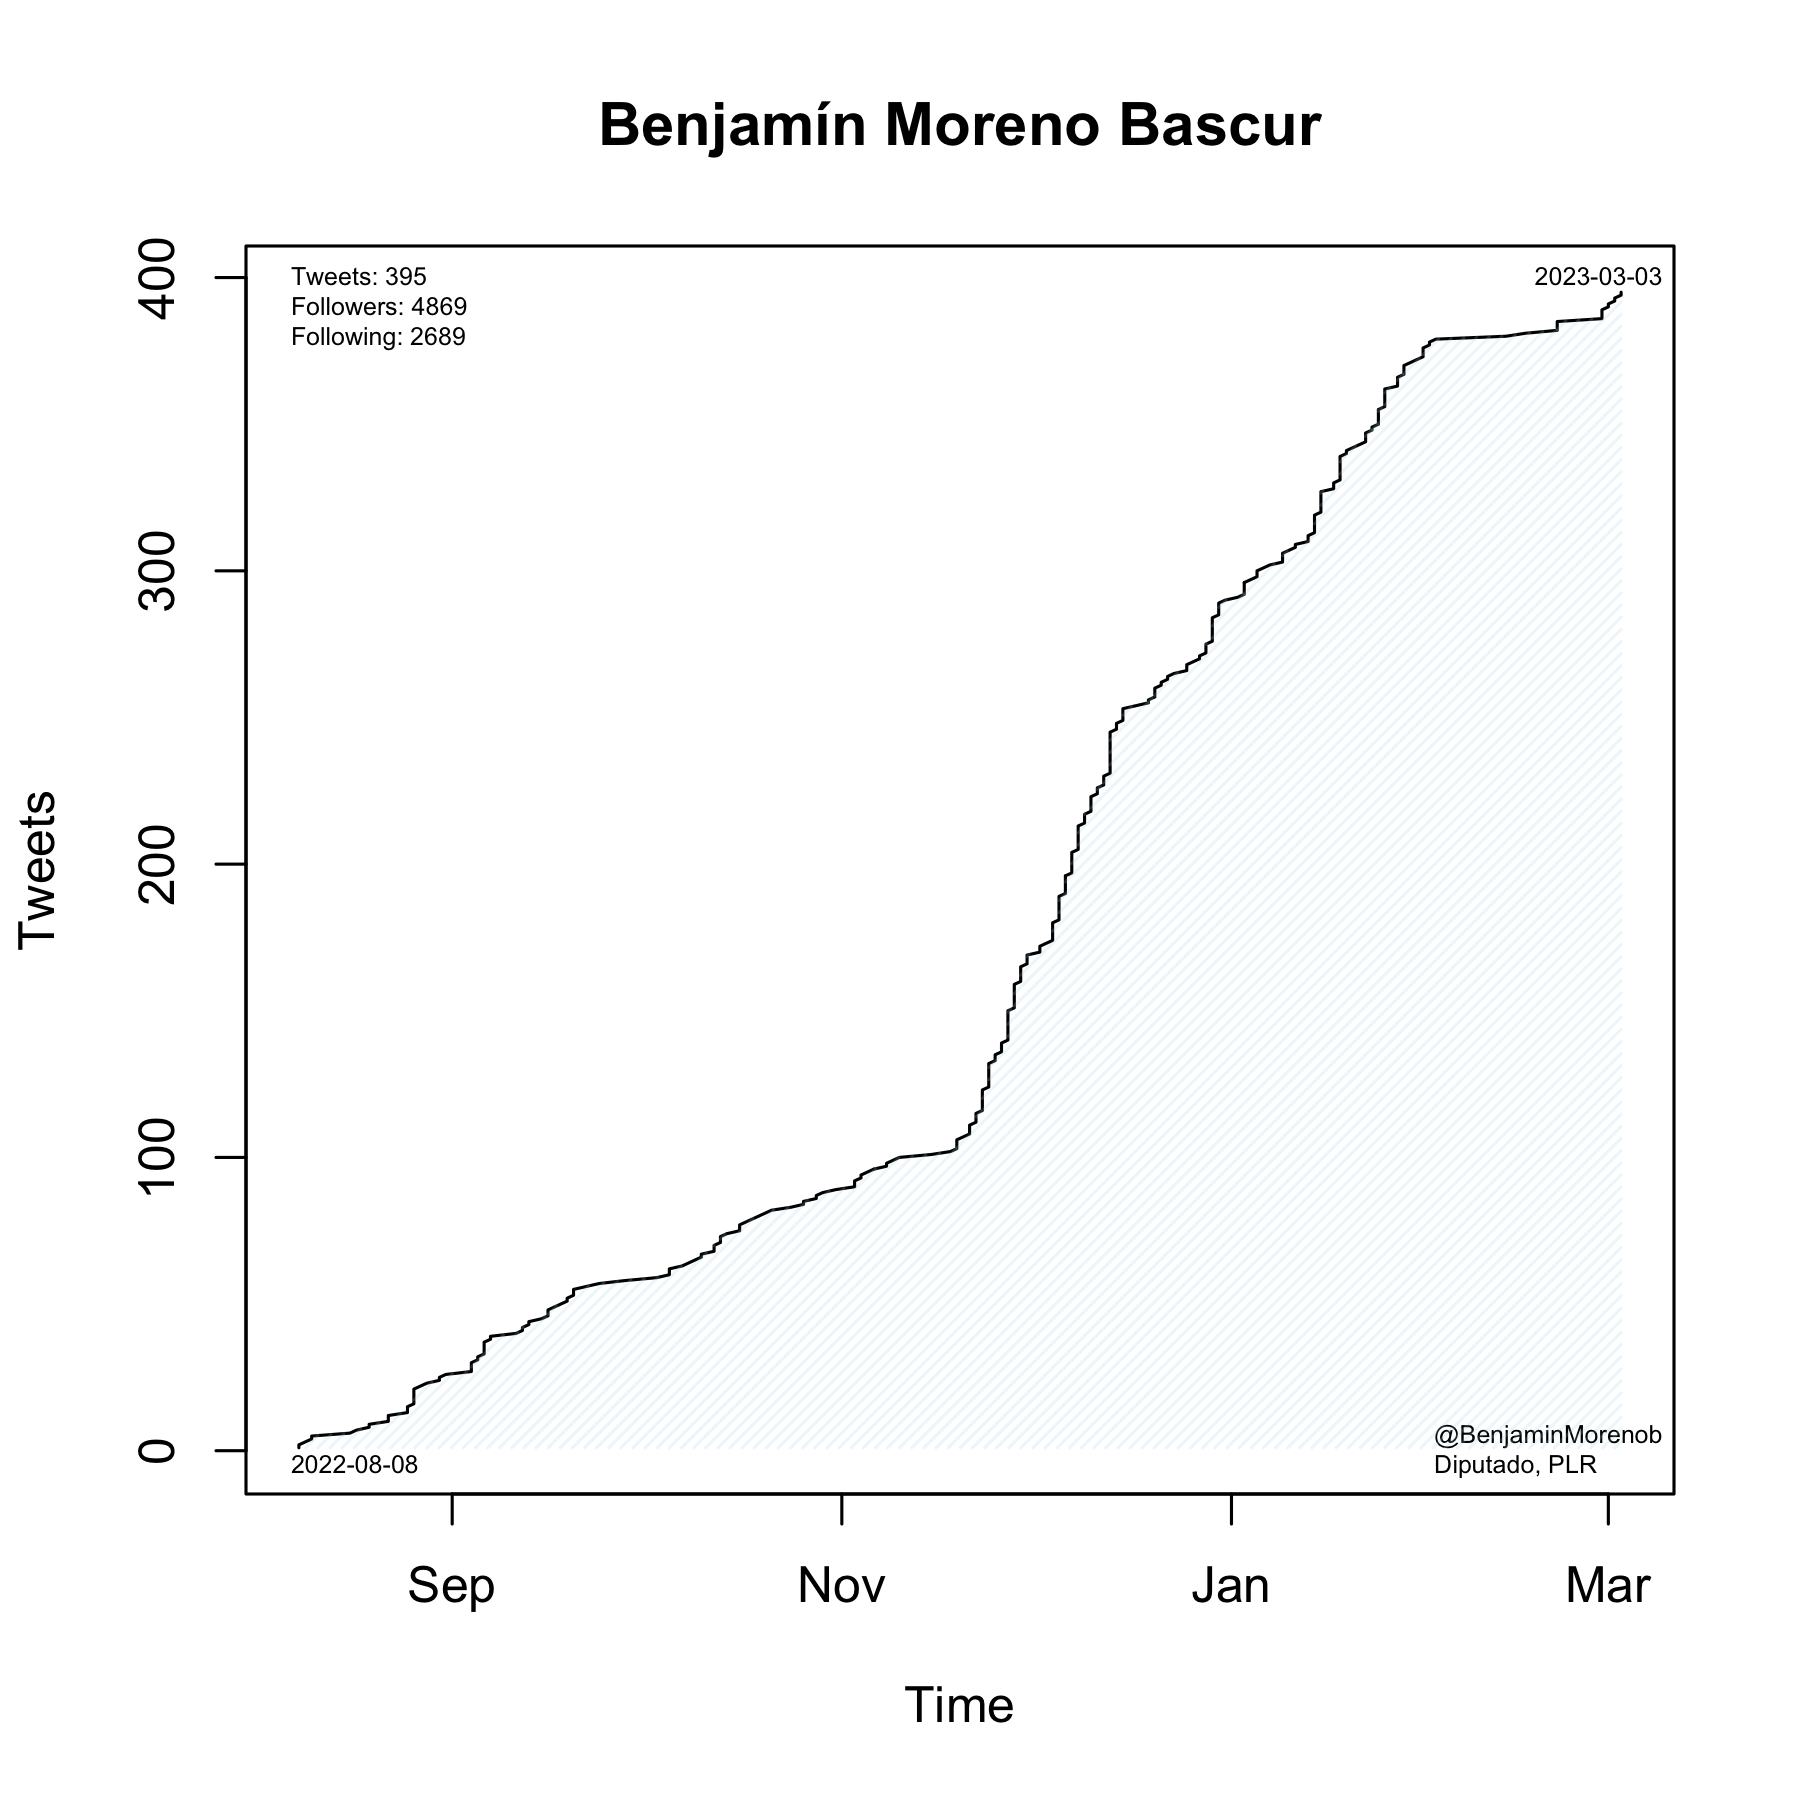 Benjamín Moreno Bascur
Tweets: 395
Followers: 4869
Following: 2689
2023-03-03
400
300
200
100
0
Tweets
@BenjaminMorenob
Diputado, PLR
2022-08-08
Sep
Nov
Jan
Mar
Time